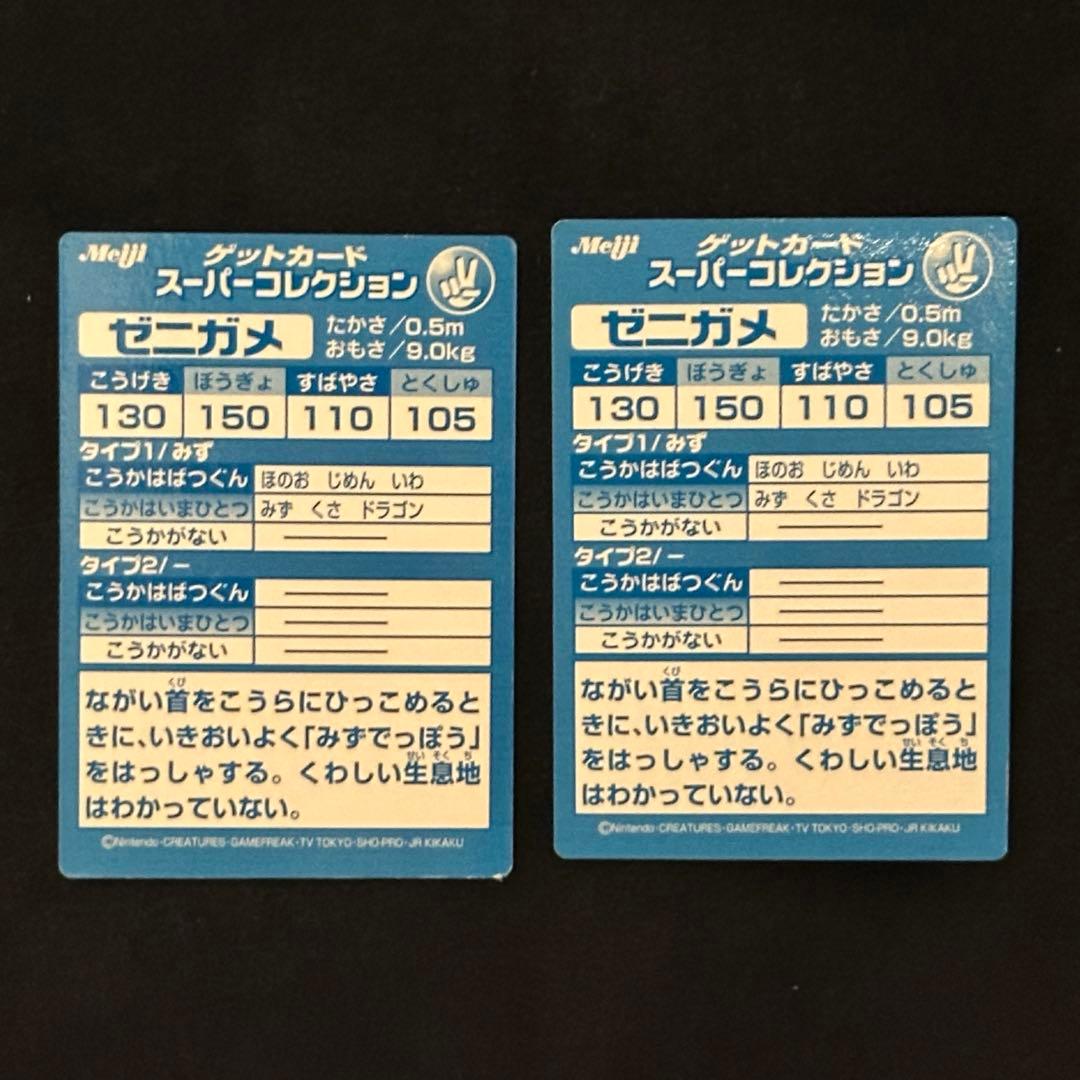 Meiji ゲットカード
スーパーコレクション
ゼニガメ
たかさ/0.5m
おもさ/9.0kg
こうげき ぼうぎょ すばやさ とくしゅ
130 150 110 105
タイプ1/みず
こうかはばつぐん ほのお じめん いわ
こうかはいまひとつ みず くさ ドラゴン
こうかがない ―――
タイプ2/ー
こうかはばつぐん ―――
こうかはいまひとつ ―――
こうかがない ―――
ながい首をこうらにひっこめると
くび
きに、いきおいよく「みずでっぽう」
をはっしゃする。くわしい生息地
せいそくち
はわかっていない。
©Nintendo・CREATURES・GAMEFREAK・TV TOKYO・SHO-PRO・JR KIKAKU
Meiji ゲットカード
スーパーコレクション
ゼニガメ
たかさ/0.5m
おもさ/9.0kg
こうげき ぼうぎょ すばやさ とくしゅ
130 150 110 105
タイプ1/みず
こうかはばつぐん ほのお じめん いわ
こうかはいまひとつ みず くさ ドラゴン
こうかがない ―――
タイプ2/ー
こうかはばつぐん ―――
こうかはいまひとつ ―――
こうかがない ―――
ながい首をこうらにひっこめると
くび
きに、いきおいよく「みずでっぽう」
をはっしゃする。くわしい生息地
せいそくち
はわかっていない。
©Nintendo・CREATURES・GAMEFREAK・TV TOKYO・SHO-PRO・JR KIKAKU